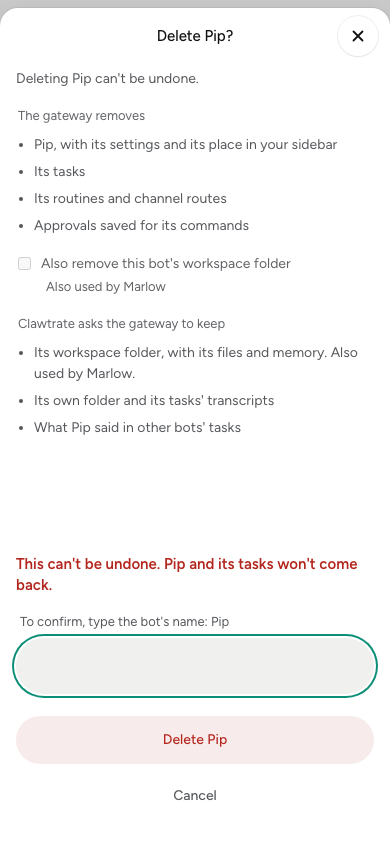 Delete Pip?
Deleting Pip can't be undone.
The gateway removes
• Pip, with its settings and its place in your sidebar
• Its tasks
• Its routines and channel routes
• Approvals saved for its commands
Also remove this bot's workspace folder
Also used by Marlow
Clawtrate asks the gateway to keep
• Its workspace folder, with its files and memory. Also
used by Marlow.
• Its own folder and its tasks' transcripts
• What Pip said in other bots' tasks
This can't be undone. Pip and its tasks won't come
back.
To confirm, type the bot's name: Pip
Delete Pip
Cancel